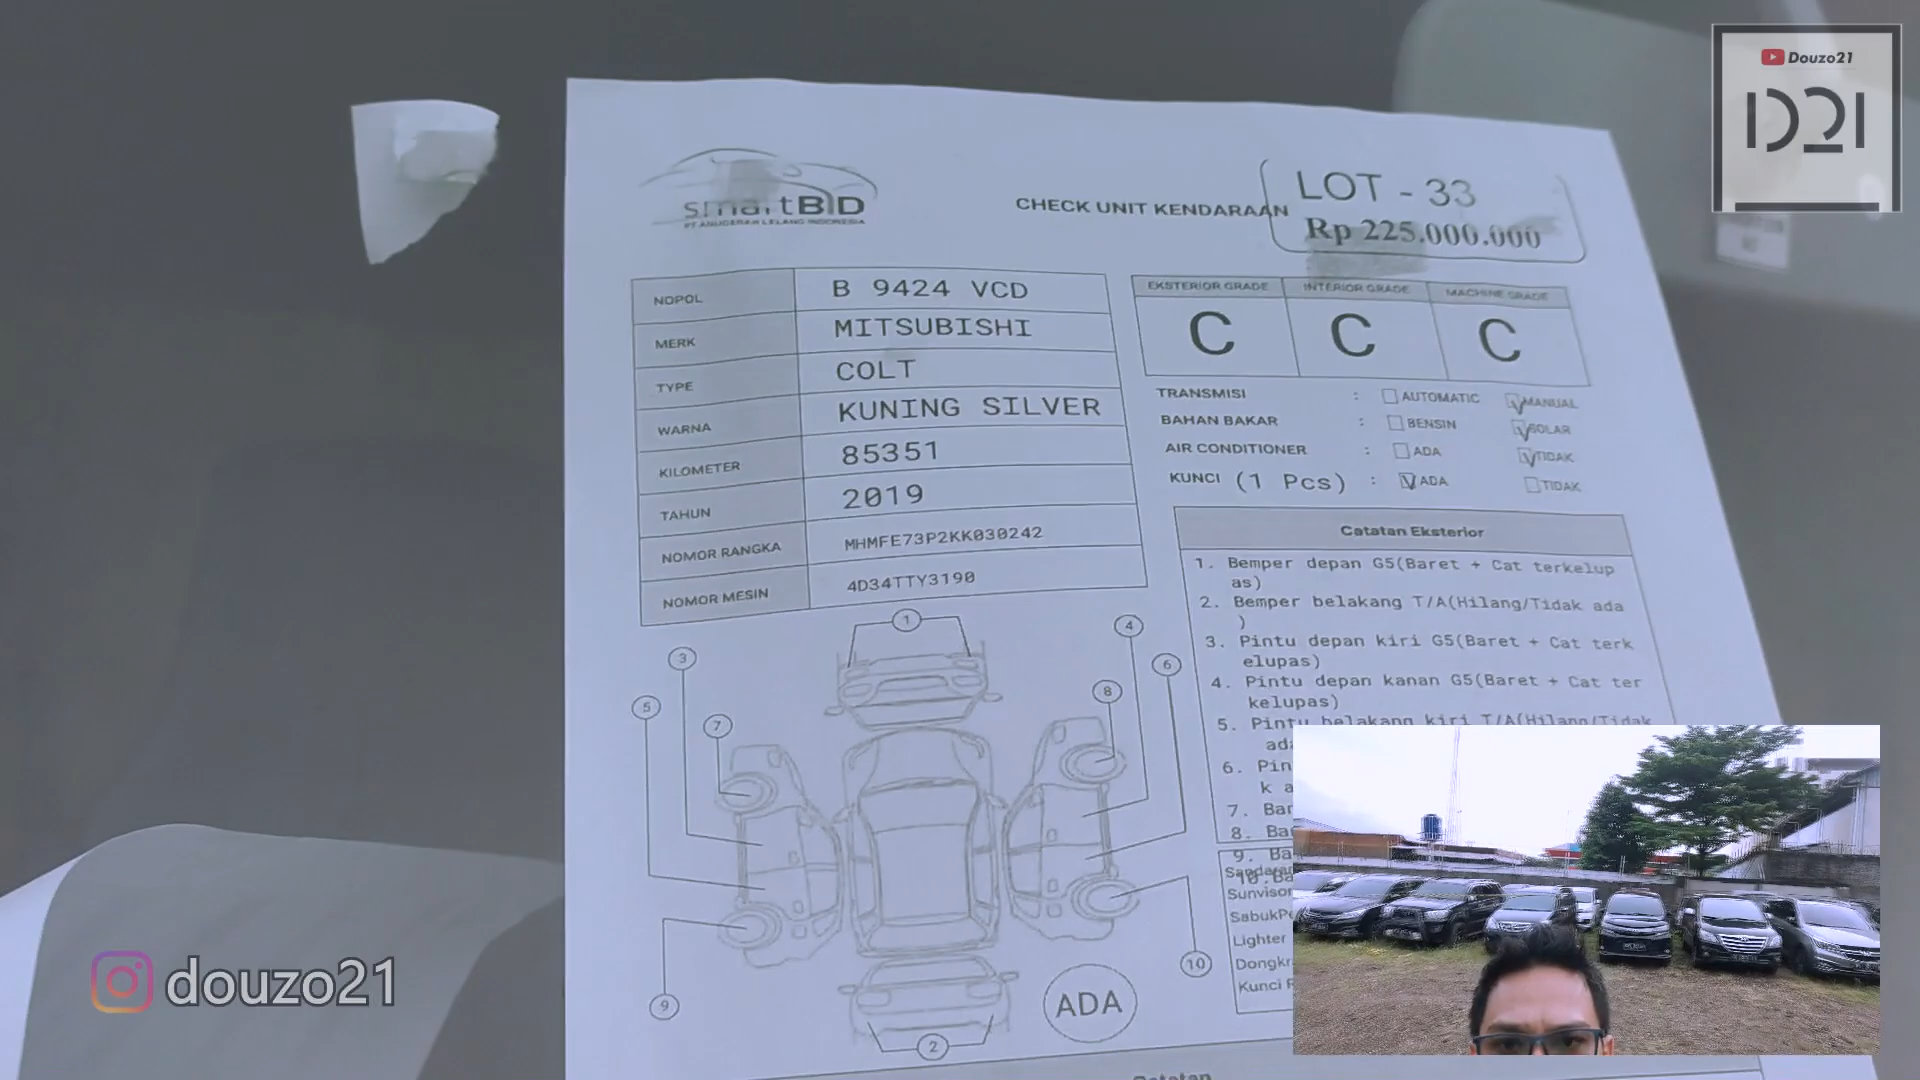 Douzo21
D21
smartBID
PT ANUGERAH LELANG INDONESIA
CHECK UNIT KENDARAAN
LOT - 33
Rp 225.000.000
NOPOL B 9424 VCD
MERK MITSUBISHI
TYPE COLT
WARNA KUNING SILVER
KILOMETER 85351
TAHUN 2019
NOMOR RANGKA MHMFE73P2KK030242
NOMOR MESIN 4D34TTY3190
EKSTERIOR GRADE INTERIOR GRADE MACHINE GRADE
C C C
TRANSMISI : AUTOMATIC MANUAL
BAHAN BAKAR : BENSIN SOLAR
AIR CONDITIONER : ADA TIDAK
KUNCI (1 Pcs) : ADA TIDAK
Catatan Eksterior
1. Bemper depan G5(Baret + Cat terkelup
as)
2. Bemper belakang T/A(Hilang/Tidak ada
)
3. Pintu depan kiri G5(Baret + Cat terk
elupas)
4. Pintu depan kanan G5(Baret + Cat ter
kelupas)
5. Pintu belakang kiri T/A(Hilang/Tidak
ada
6. Pin
k a
7. Ban
8. Ba
9. Ba
10. Ba
Sunvisor
SabukPe
Lighter
Dongkr
Kunci
1
3
4
5
6
7
8
9
10
2
ADA
Catatan
douzo21